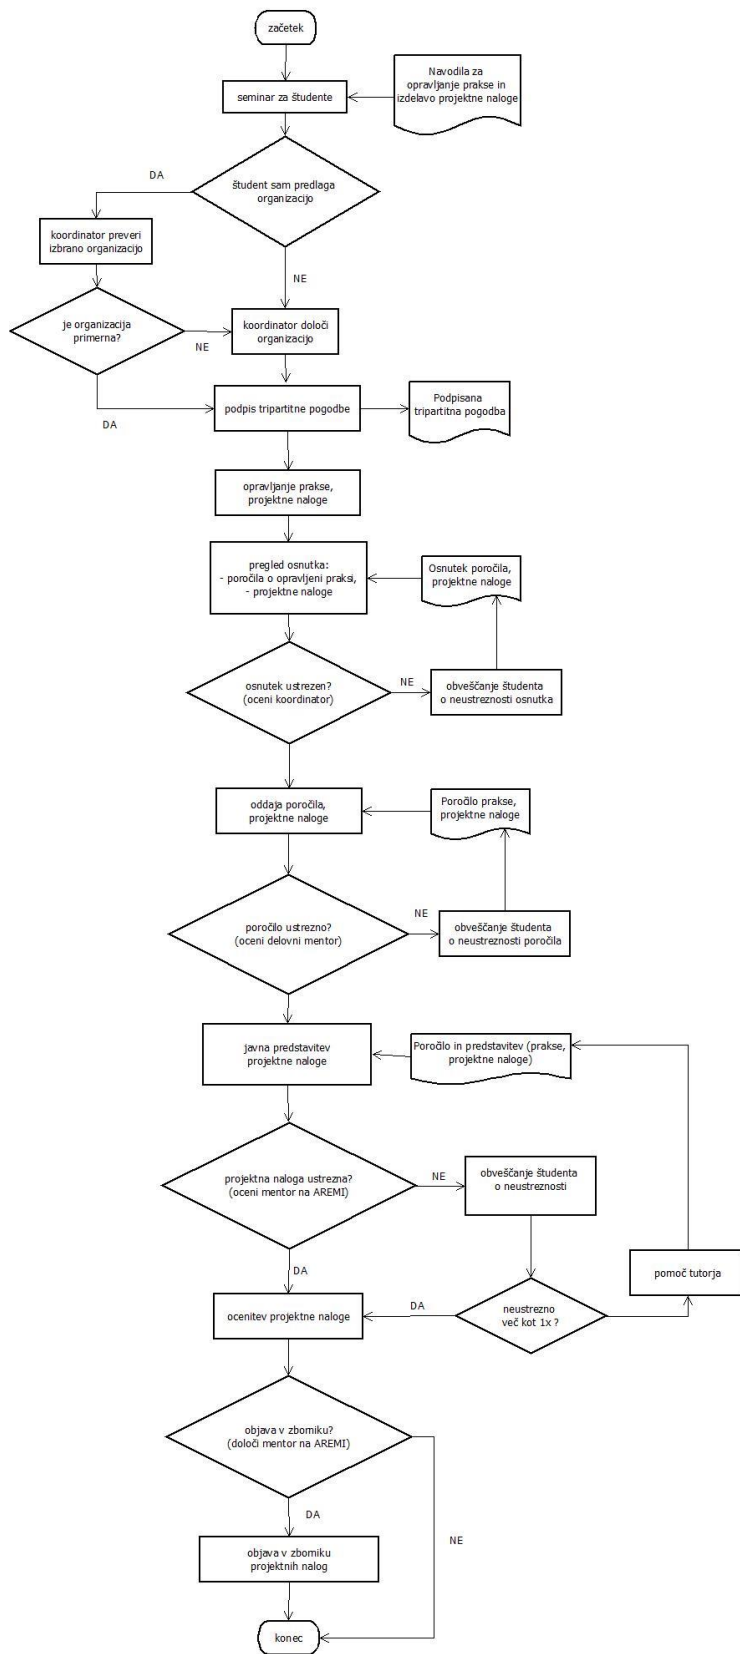 začetek
seminar za študente
Navodila za
opravljanje prakse in
izdelavo projektne naloge
DA
študent sam predlaga
organizacijo
koordinator preveri
izbrano organizacijo
NE
je organizacija
primerna?
NE
koordinator določi
organizacijo
DA
podpis tripartitne pogodbe
Podpisana
tripartitna pogodba
opravljanje prakse,
projektne naloge
pregled osnutka:
- poročila o opravljeni praksi,
- projektne naloge
Osnutek poročila,
projektne naloge
osnutek ustrezen?
(oceni koordinator)
NE
obveščanje študenta
o neustreznosti osnutka
oddaja poročila,
projektne naloge
Poročilo prakse,
projektne naloge
poročilo ustrezno?
(oceni delovni mentor)
NE
obveščanje študenta
o neustreznosti poročila
javna predstavitev
projektne naloge
Poročilo in predstavitev (prakse,
projektne naloge)
projektna naloga ustrezna?
(oceni mentor na AREMI)
NE
obveščanje študenta
o neustreznosti
DA
ocenitev projektne naloge
DA
neustrezno
več kot 1x ?
pomoč tutorja
objava v zborniku?
(določi mentor na AREMI)
DA
NE
objava v zborniku
projektnih nalog
konec